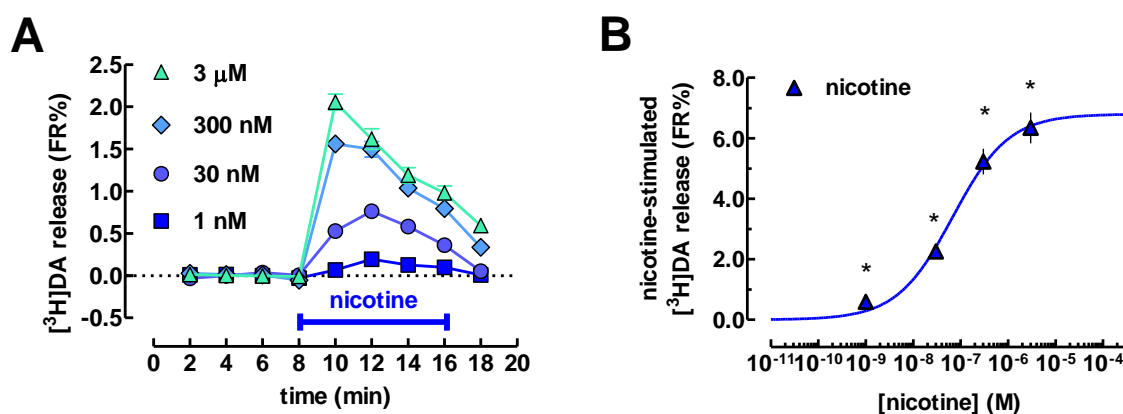 A
[³H]DA release (FR%)
2.5
2.0
1.5
1.0
0.5
0.0
-0.5
3 μM
300 nM
30 nM
1 nM
nicotine
0 2 4 6 8 10 12 14 16 18 20
time (min)
B
nicotine-stimulated
[³H]DA release (FR%)
8.0
6.0
4.0
2.0
0.0
nicotine
* * * *
10⁻¹¹ 10⁻¹⁰ 10⁻⁹ 10⁻⁸ 10⁻⁷ 10⁻⁶ 10⁻⁵ 10⁻⁴
[nicotine] (M)